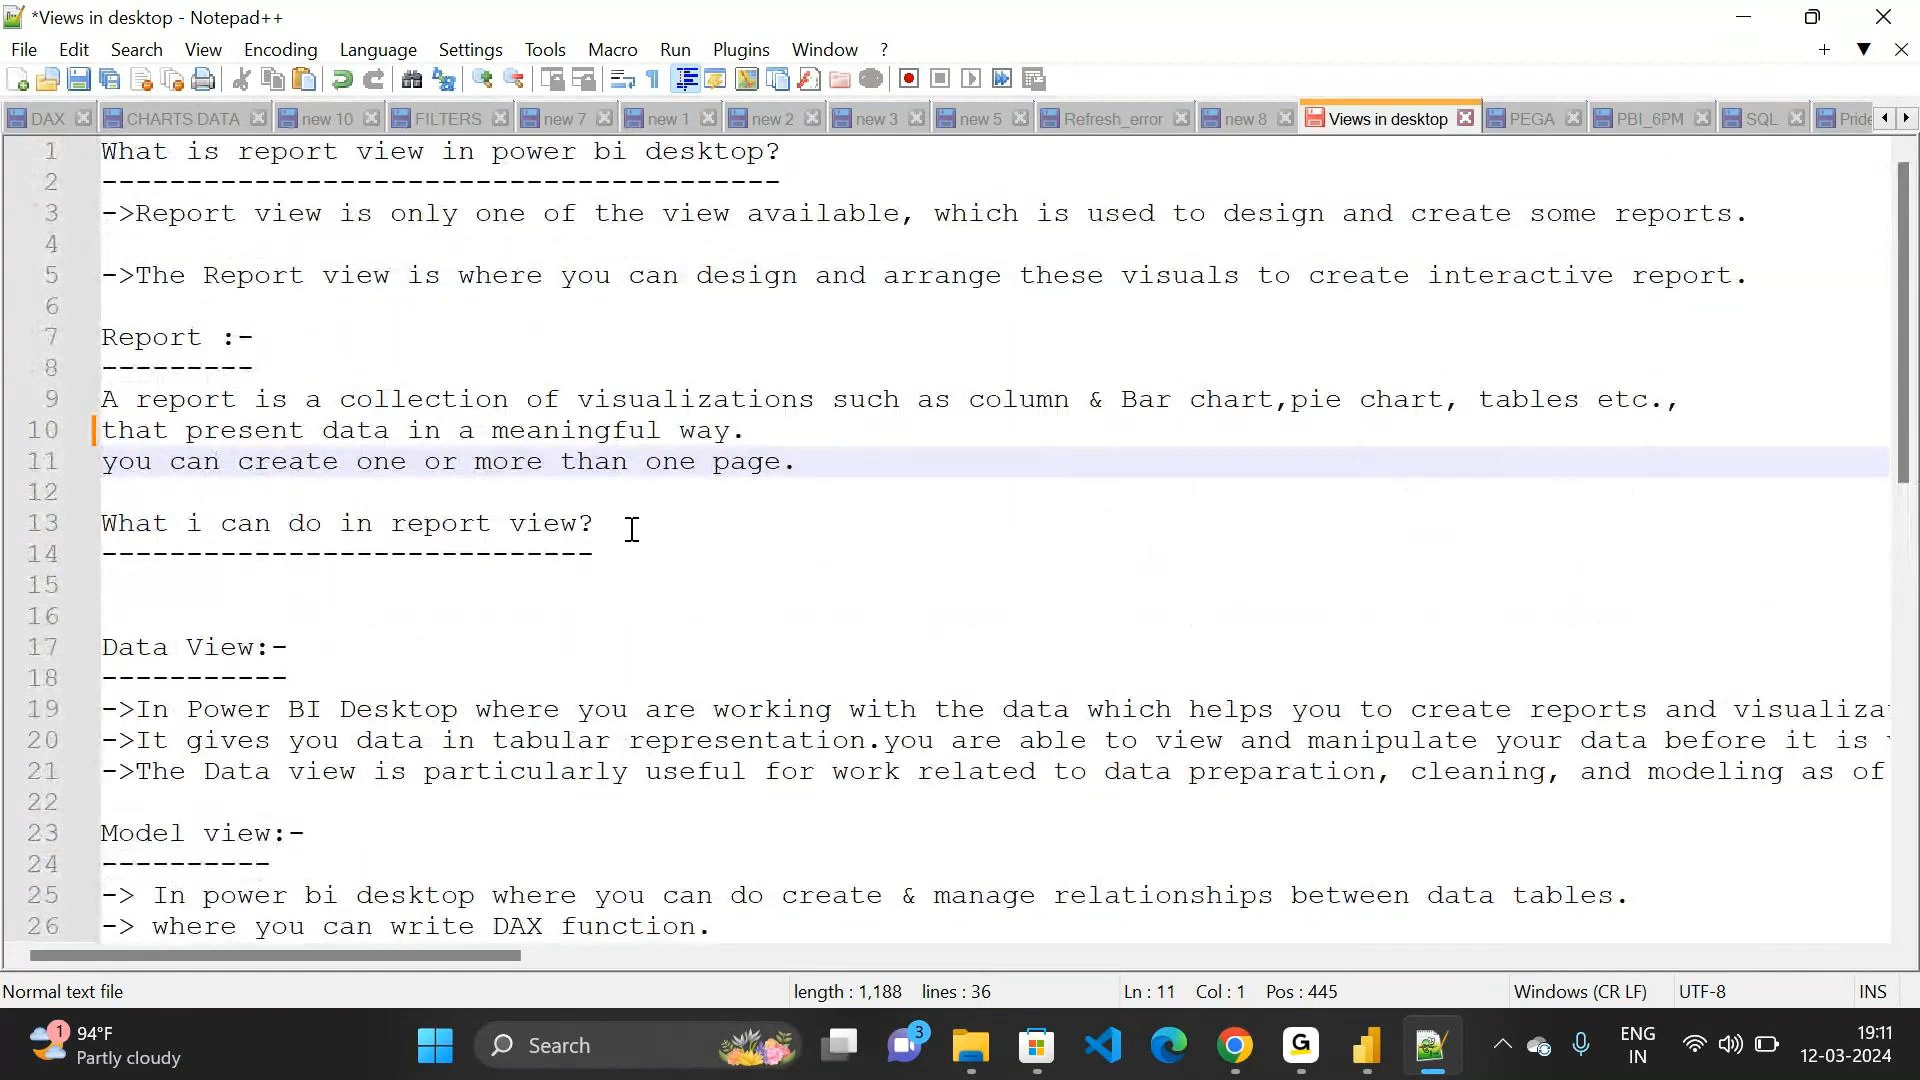 *Views in desktop - Notepad++
File Edit Search View Encoding Language Settings Tools Macro Run Plugins Window ?
DAX CHARTS DATA new 10 FILTERS new 7 new 1 new 2 new 3 new 5 Refresh_error new 8 Views in desktop PEGA PBI_6PM SQL
1 What is report view in power bi desktop?
2 ----------------------------------------
3 ->Report view is only one of the view available, which is used to design and create some reports.
4
5 ->The Report view is where you can design and arrange these visuals to create interactive report.
6
7 Report :-
8 ---------
9 A report is a collection of visualizations such as column & Bar chart,pie chart, tables etc.,
10 that present data in a meaningful way.
11 you can create one or more than one page.
12
13 What i can do in report view?
14 -----------------------------
15
16
17 Data View:-
18 -----------
19 ->In Power BI Desktop where you are working with the data which helps you to create reports and visualiza
20 ->It gives you data in tabular representation.you are able to view and manipulate your data before it is
21 ->The Data view is particularly useful for work related to data preparation, cleaning, and modeling as of
22
23 Model view:-
24 ----------
25 -> In power bi desktop where you can do create & manage relationships between data tables.
26 -> where you can write DAX function.
Normal text file length : 1,188 lines : 36 Ln : 11 Col : 1 Pos : 445 Windows (CR LF) UTF-8 INS
1 94°F
Partly cloudy
Search
3
ENG
IN
19:11
12-03-2024